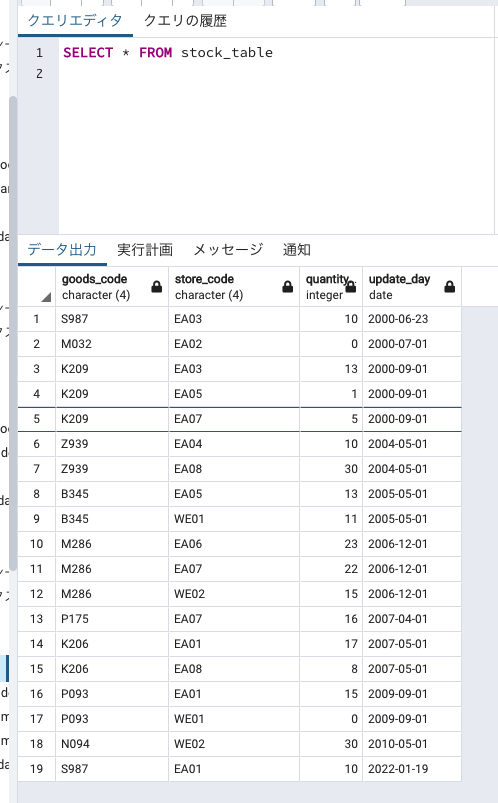 クエリエディタ クエリの履歴
1 SELECT * FROM stock_table
2
データ出力 実行計画 メッセージ 通知
goods_code store_code quantity update_day
character (4) character (4) integer date
1 S987 EA03 10 2000-06-23
2 M032 EA02 0 2000-07-01
3 K209 EA03 13 2000-09-01
4 K209 EA05 1 2000-09-01
5 K209 EA07 5 2000-09-01
6 Z939 EA04 10 2004-05-01
7 Z939 EA08 30 2004-05-01
8 B345 EA05 13 2005-05-01
9 B345 WE01 11 2005-05-01
10 M286 EA06 23 2006-12-01
11 M286 EA07 22 2006-12-01
12 M286 WE02 15 2006-12-01
13 P175 EA07 16 2007-04-01
14 K206 EA01 17 2007-05-01
15 K206 EA08 8 2007-05-01
16 P093 EA01 15 2009-09-01
17 P093 WE01 0 2009-09-01
18 N094 WE02 30 2010-05-01
19 S987 EA01 10 2022-01-19